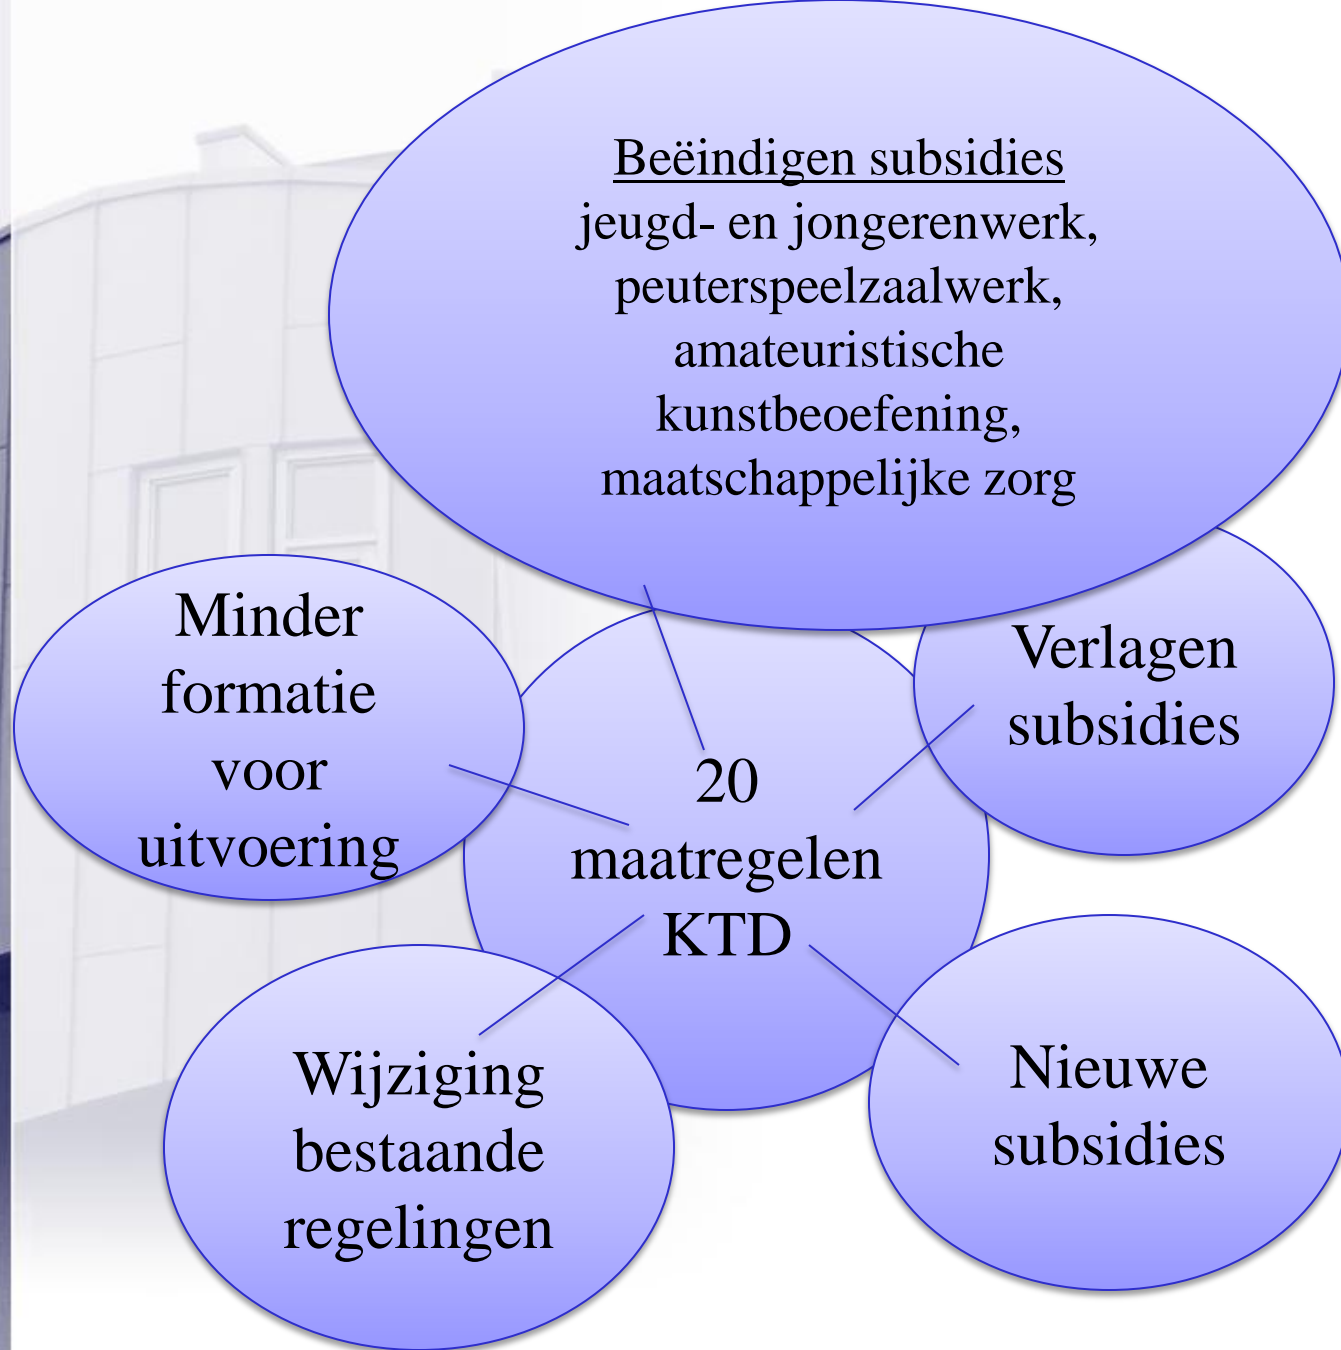 Beëindigen subsidies
jeugd- en jongerenwerk,
peuterspeelzaalwerk,
amateuristische
kunstbeoefening,
maatschappelijke zorg
Minder
formatie
voor
uitvoering
Verlagen
subsidies
20
maatregelen
KTD
Wijziging
bestaande
regelingen
Nieuwe
subsidies